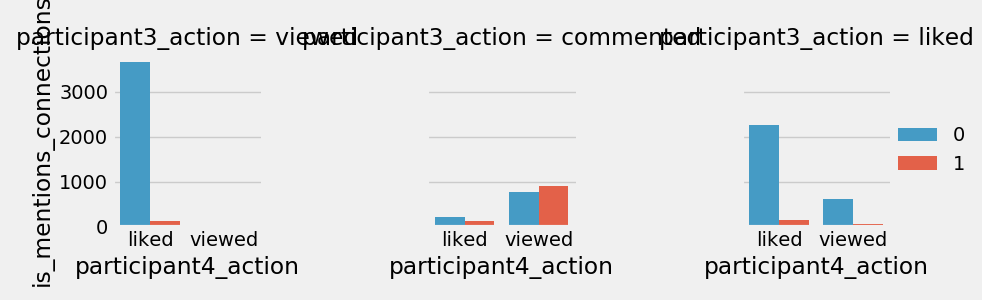 participant3_action = viewed
participant3_action = commented
participant3_action = liked
is_mentions_connections
3000
2000
1000
0
liked
viewed
liked
viewed
liked
viewed
participant4_action
participant4_action
participant4_action
0
1